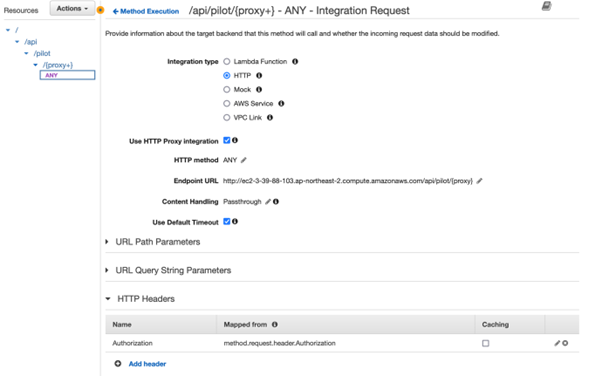 Resources
Actions
Method Execution
/api/pilot/{proxy+} - ANY - Integration Request
/
/api
/pilot
/{proxy+}
ANY
Provide information about the target backend that this method will call and whether the incoming request data should be modified.
Integration type
Lambda Function
HTTP
Mock
AWS Service
VPC Link
Use HTTP Proxy integration
HTTP method ANY
Endpoint URL http://ec2-3-39-88-103.ap-northeast-2.compute.amazonaws.com/api/pilot/{proxy}
Content Handling Passthrough
Use Default Timeout
URL Path Parameters
URL Query String Parameters
HTTP Headers
Name Mapped from Caching
Authorization method.request.header.Authorization
Add header